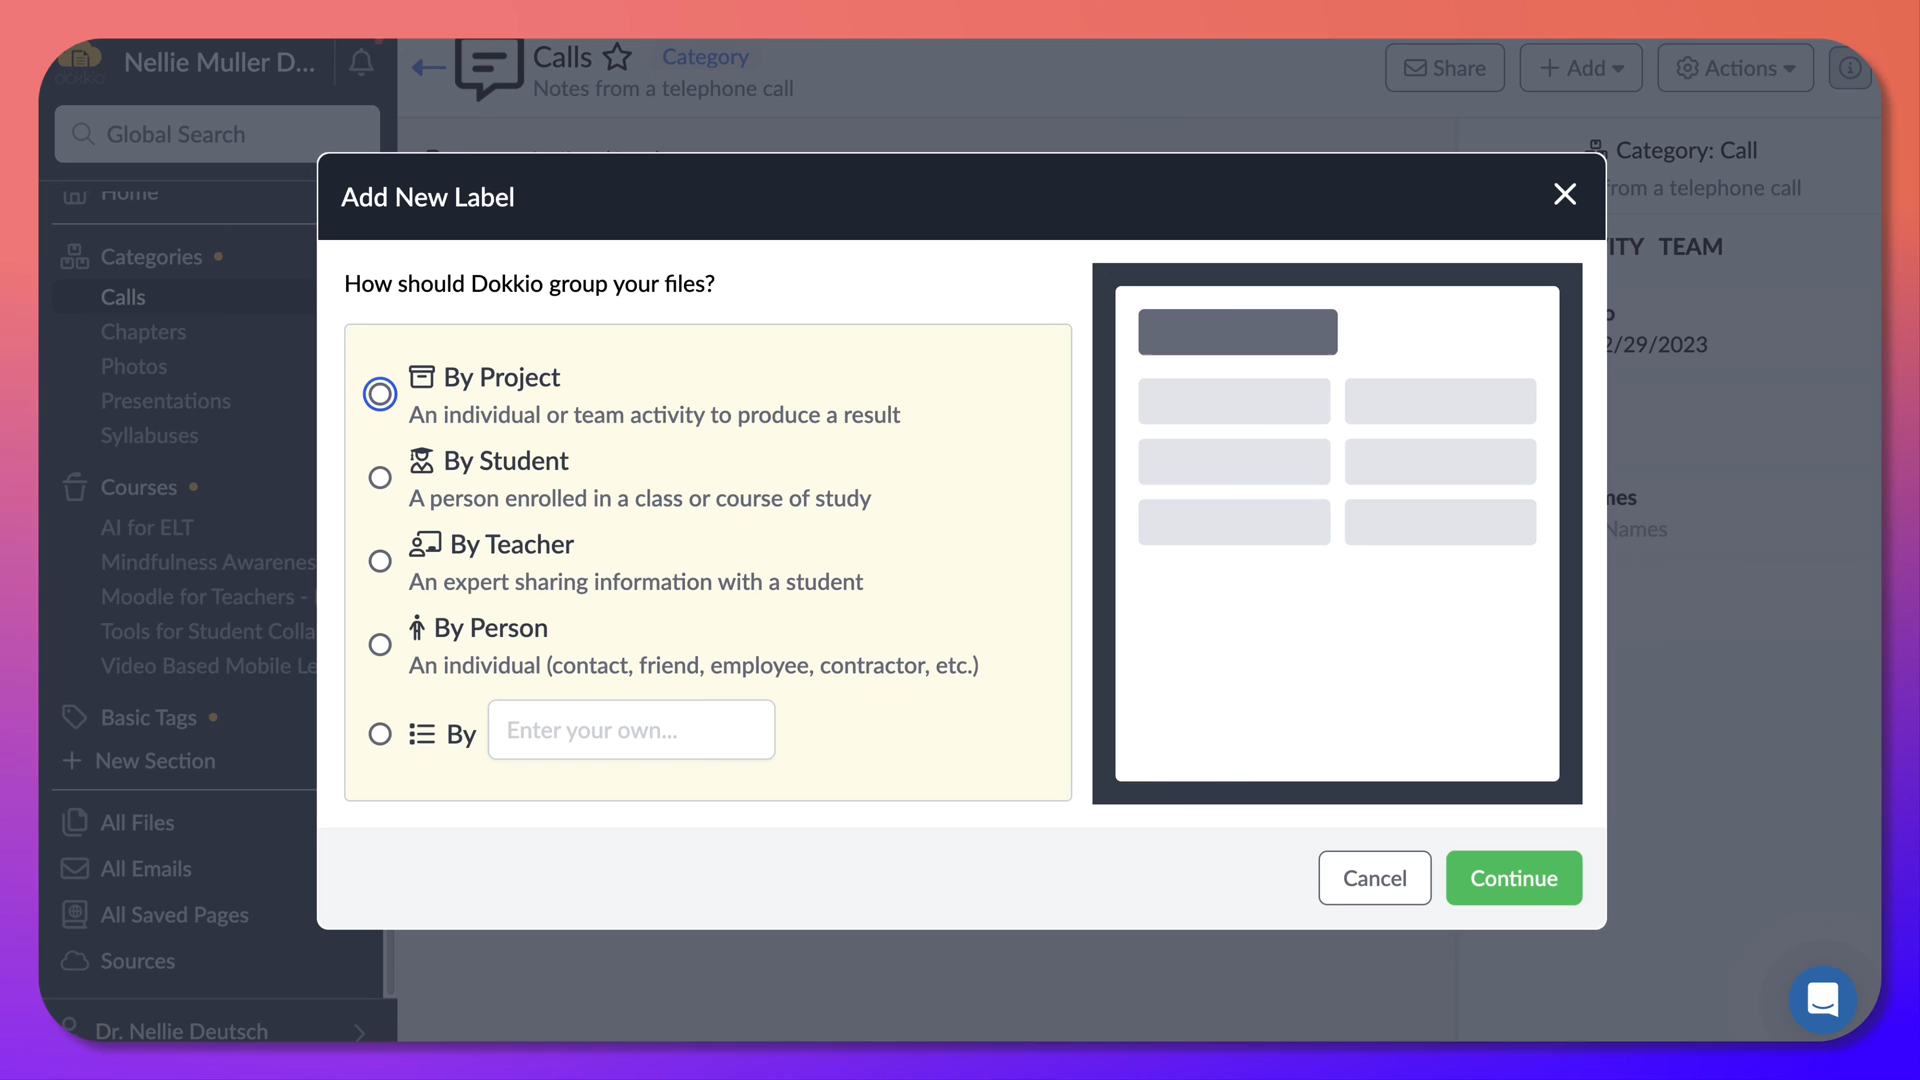 dokkio
Nellie Muller D...
Calls
Category
Notes from a telephone call
Share
Add
Actions
Global Search
Home
Categories
Calls
Chapters
Photos
Presentations
Syllabuses
Courses
AI for ELT
Mindfulness Awarenes
Moodle for Teachers -
Tools for Student Colla
Video Based Mobile Le
Basic Tags
New Section
All Files
All Emails
All Saved Pages
Sources
Dr. Nellie Deutsch
Add New Label
How should Dokkio group your files?
By Project
An individual or team activity to produce a result
By Student
A person enrolled in a class or course of study
By Teacher
An expert sharing information with a student
By Person
An individual (contact, friend, employee, contractor, etc.)
By
Enter your own...
Cancel
Continue
Category: Call
from a telephone call
ITY TEAM
2/29/2023
mes
Names